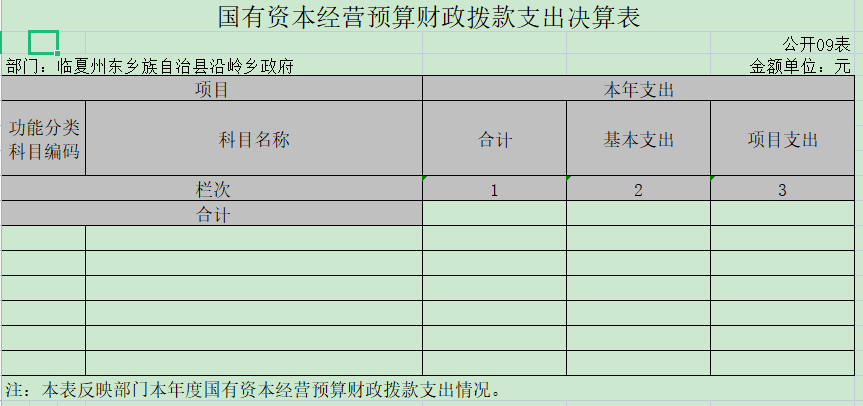 国有资本经营预算财政拨款支出决算表
公开09表
部门：临夏州东乡族自治县沿岭乡政府 金额单位：元
项目 本年支出
功能分类
科目编码 科目名称 合计 基本支出 项目支出
栏次 1 2 3
合计
注：本表反映部门本年度国有资本经营预算财政拨款支出情况。